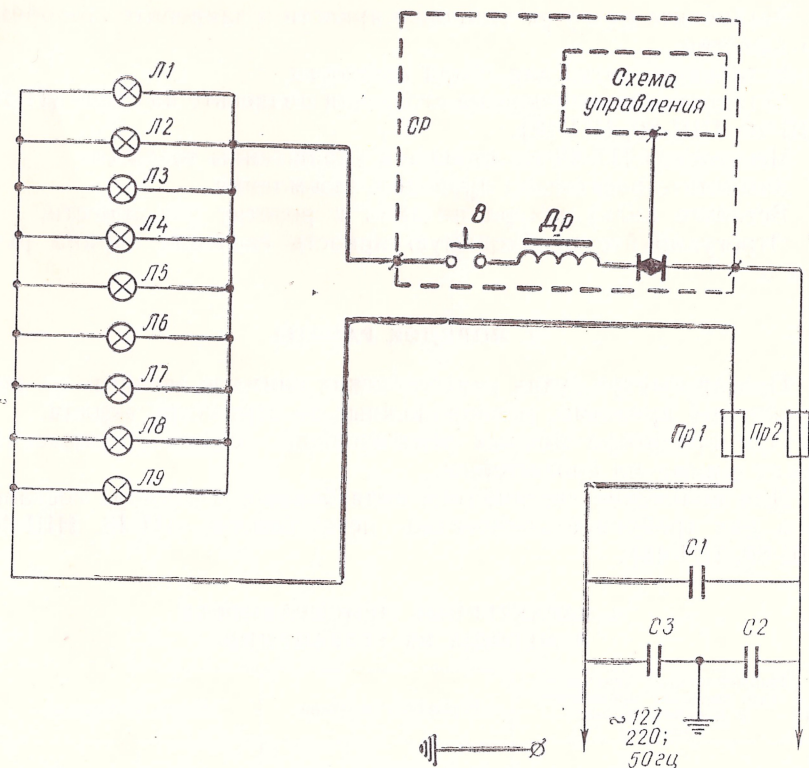 Л1
Л2
Л3
Л4
Л5
Л6
Л7
Л8
Л9
Схема
управления
СР
В
Др
Пр1
Пр2
С1
С3
С2
~ 127
220;
50гц